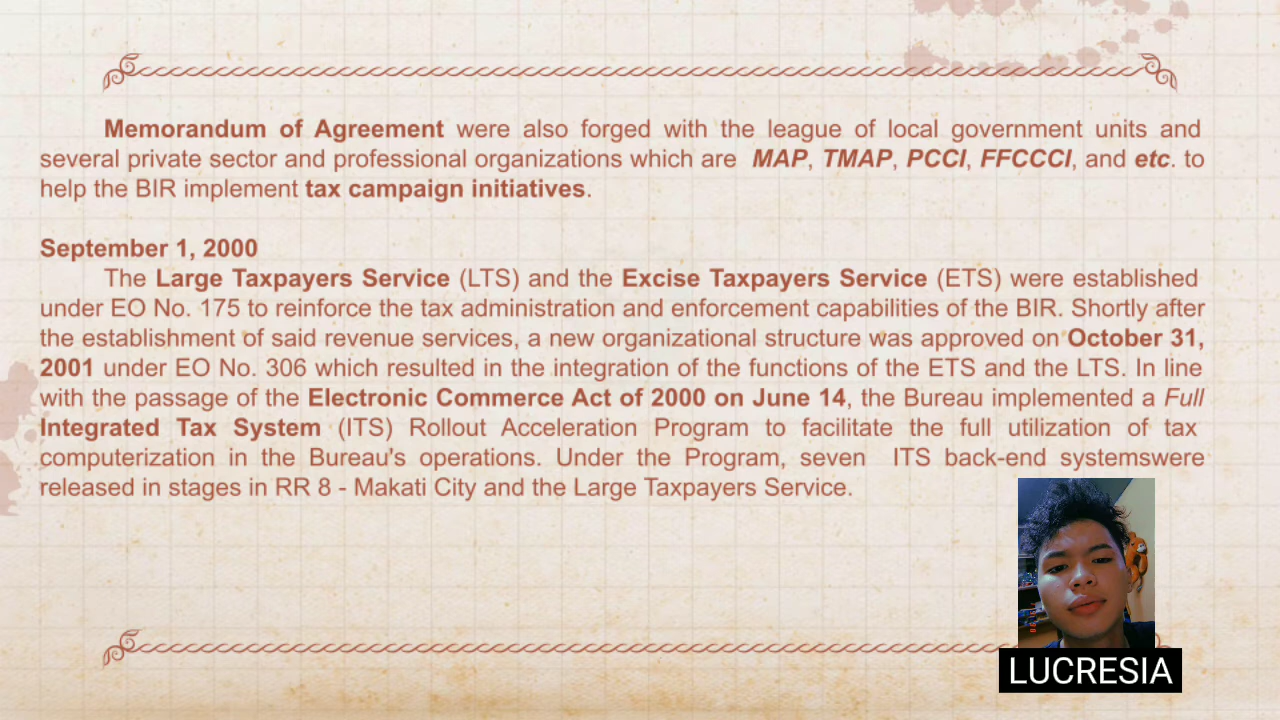 Memorandum of Agreement were also forged with the league of local government units and
several private sector and professional organizations which are MAP, TMAP, PCCI, FFCCCI, and etc. to
help the BIR implement tax campaign initiatives.
September 1, 2000
The Large Taxpayers Service (LTS) and the Excise Taxpayers Service (ETS) were established
under EO No. 175 to reinforce the tax administration and enforcement capabilities of the BIR. Shortly after
the establishment of said revenue services, a new organizational structure was approved on October 31,
2001 under EO No. 306 which resulted in the integration of the functions of the ETS and the LTS. In line
with the passage of the Electronic Commerce Act of 2000 on June 14, the Bureau implemented a Full
Integrated Tax System (ITS) Rollout Acceleration Program to facilitate the full utilization of tax
computerization in the Bureau's operations. Under the Program, seven ITS back-end systemswere
released in stages in RR 8 - Makati City and the Large Taxpayers Service.
LUCRESIA